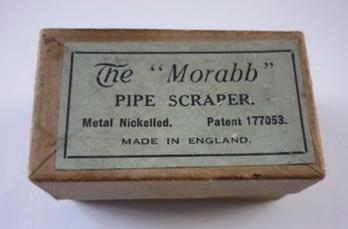 The "Morabb"
PIPE SCRAPER.
Metal Nickelled. Patent 177053.
MADE IN ENGLAND.